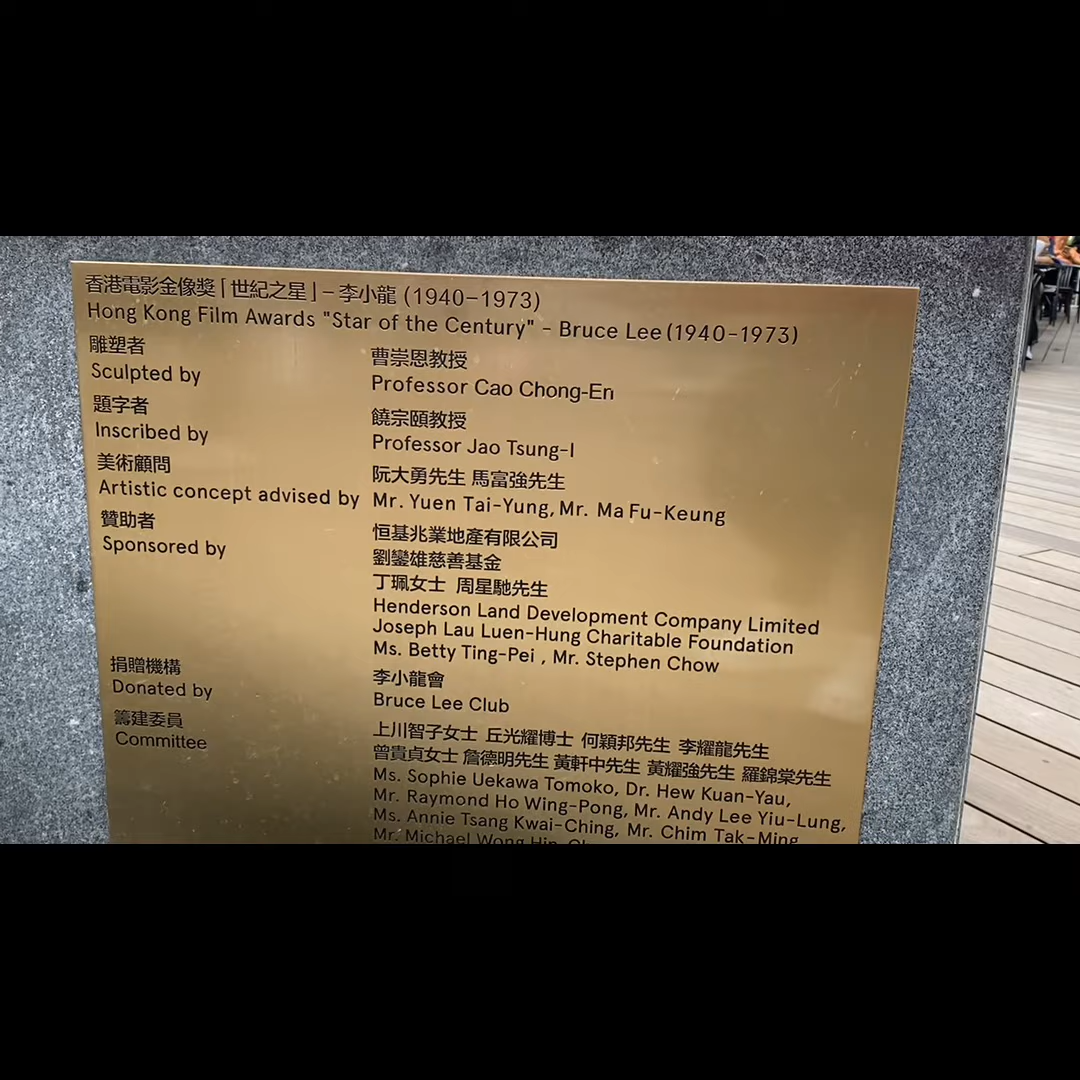 香港電影金像獎「世紀之星」– 李小龍 (1940-1973)
Hong Kong Film Awards "Star of the Century" - Bruce Lee (1940-1973)
雕塑者 曹崇恩教授
Sculpted by Professor Cao Chong-En
題字者 饒宗頤教授
Inscribed by Professor Jao Tsung-I
美術顧問 阮大勇先生 馬富強先生
Artistic concept advised by Mr. Yuen Tai-Yung, Mr. Ma Fu-Keung
贊助者 恒基兆業地產有限公司
Sponsored by 劉鑾雄慈善基金
丁珮女士 周星馳先生
Henderson Land Development Company Limited
Joseph Lau Luen-Hung Charitable Foundation
Ms. Betty Ting-Pei , Mr. Stephen Chow
捐贈機構 李小龍會
Donated by Bruce Lee Club
籌建委員 上川智子女士 丘光耀博士 何穎邦先生 李耀龍先生
Committee 曾貴貞女士 詹德明先生 黃軒中先生 黃耀強先生 羅錦棠先生
Ms. Sophie Uekawa Tomoko, Dr. Hew Kuan-Yau,
Mr. Raymond Ho Wing-Pong, Mr. Andy Lee Yiu-Lung,
Ms. Annie Tsang Kwai-Ching, Mr. Chim Tak-Ming
Mr. Michael Wong